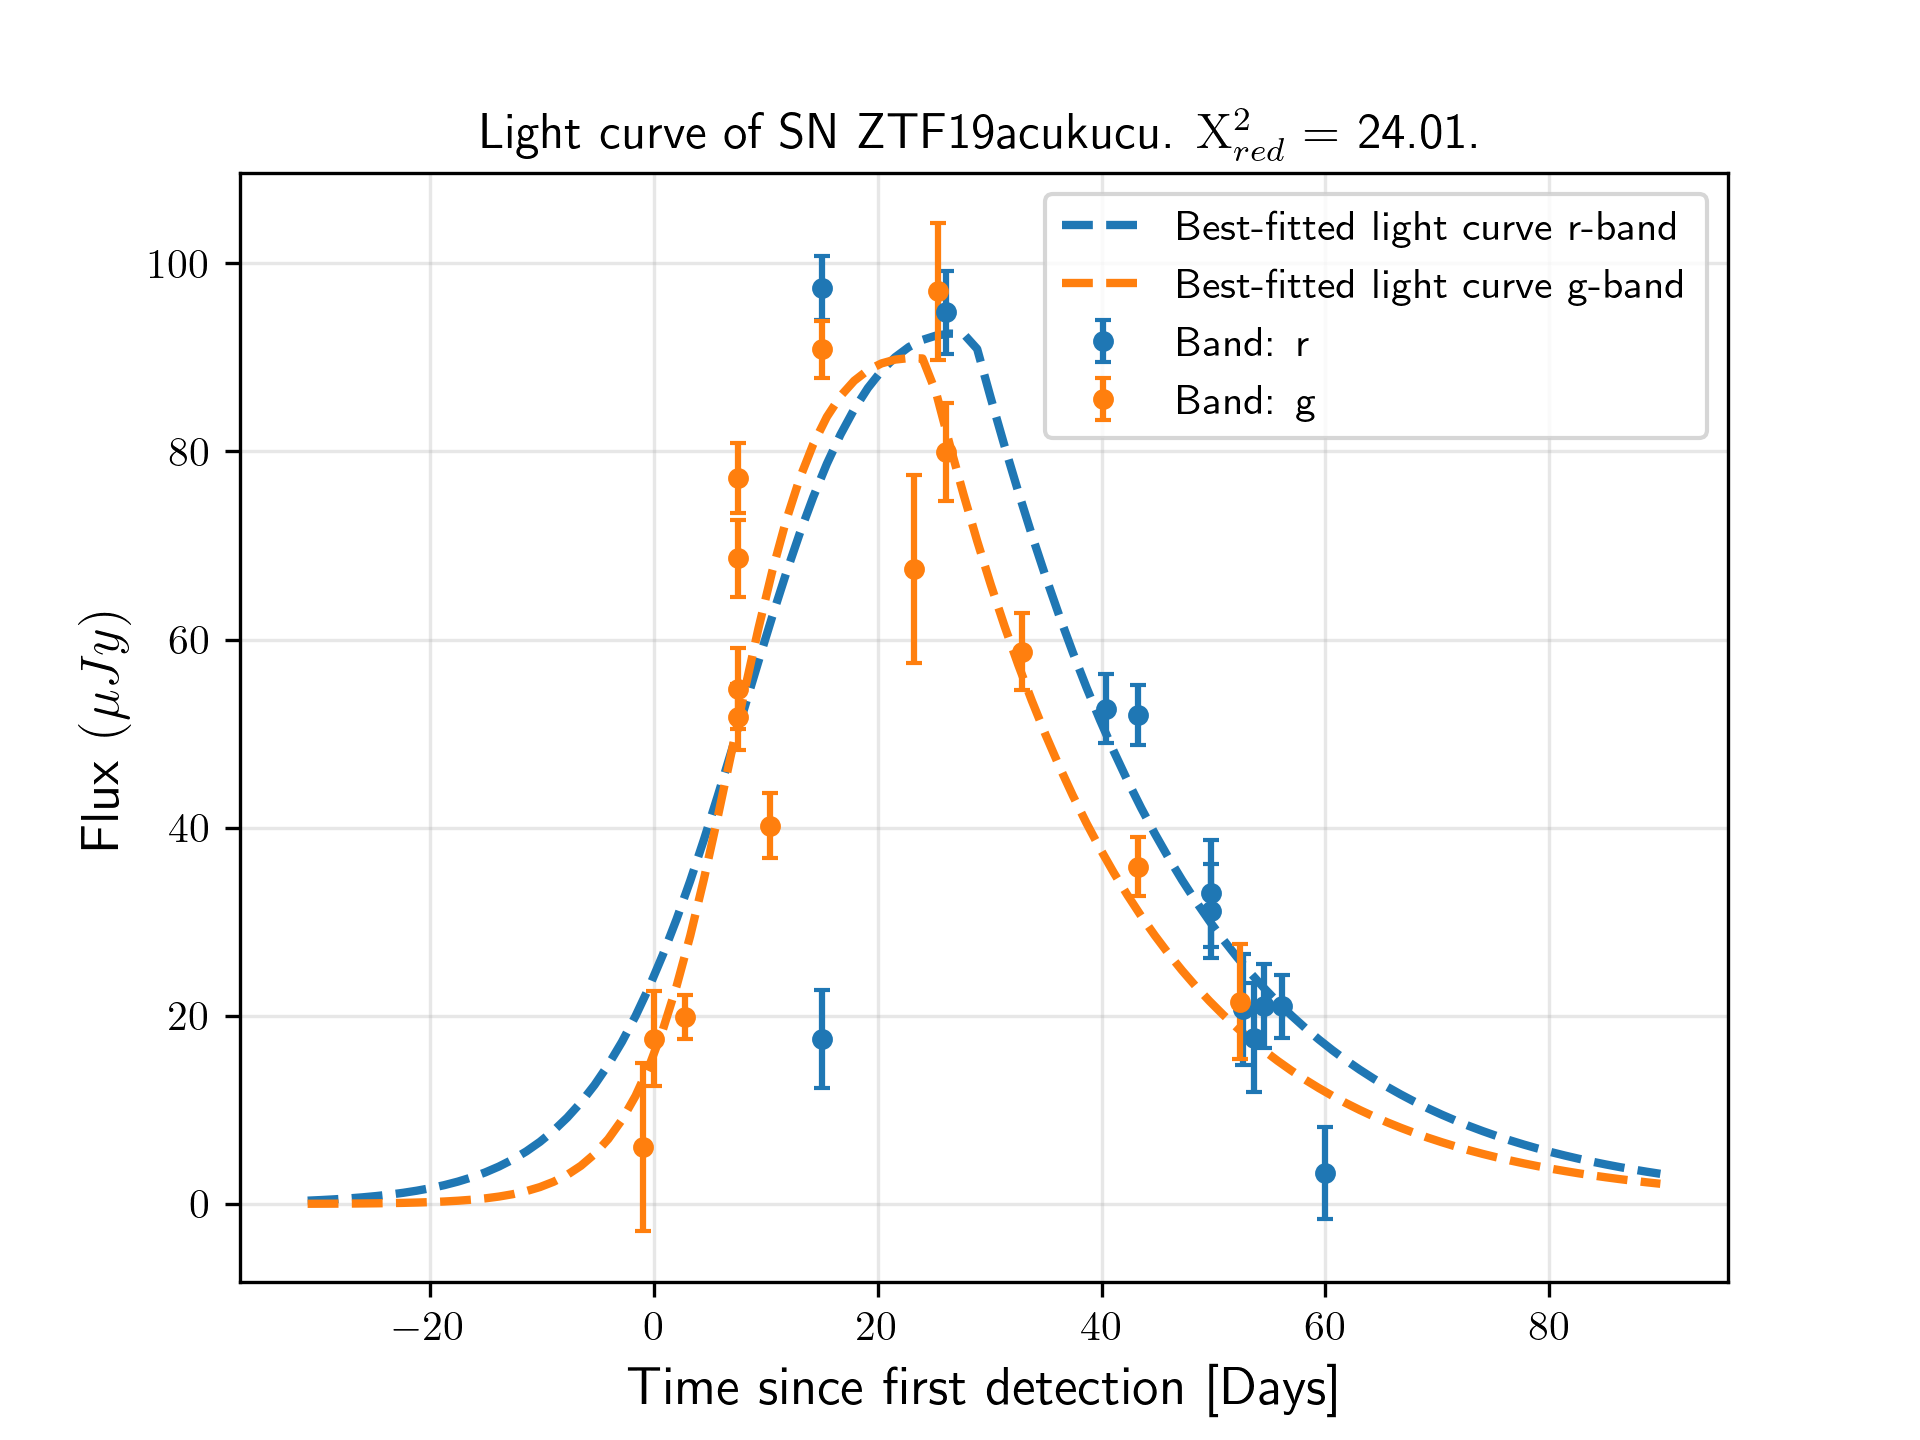 Light curve of SN ZTF19acukucu. X²_red = 24.01.
Best-fitted light curve r-band
Best-fitted light curve g-band
Band: r
Band: g
Flux (μJy)
100
80
60
40
20
0
−20 0 20 40 60 80
Time since first detection [Days]